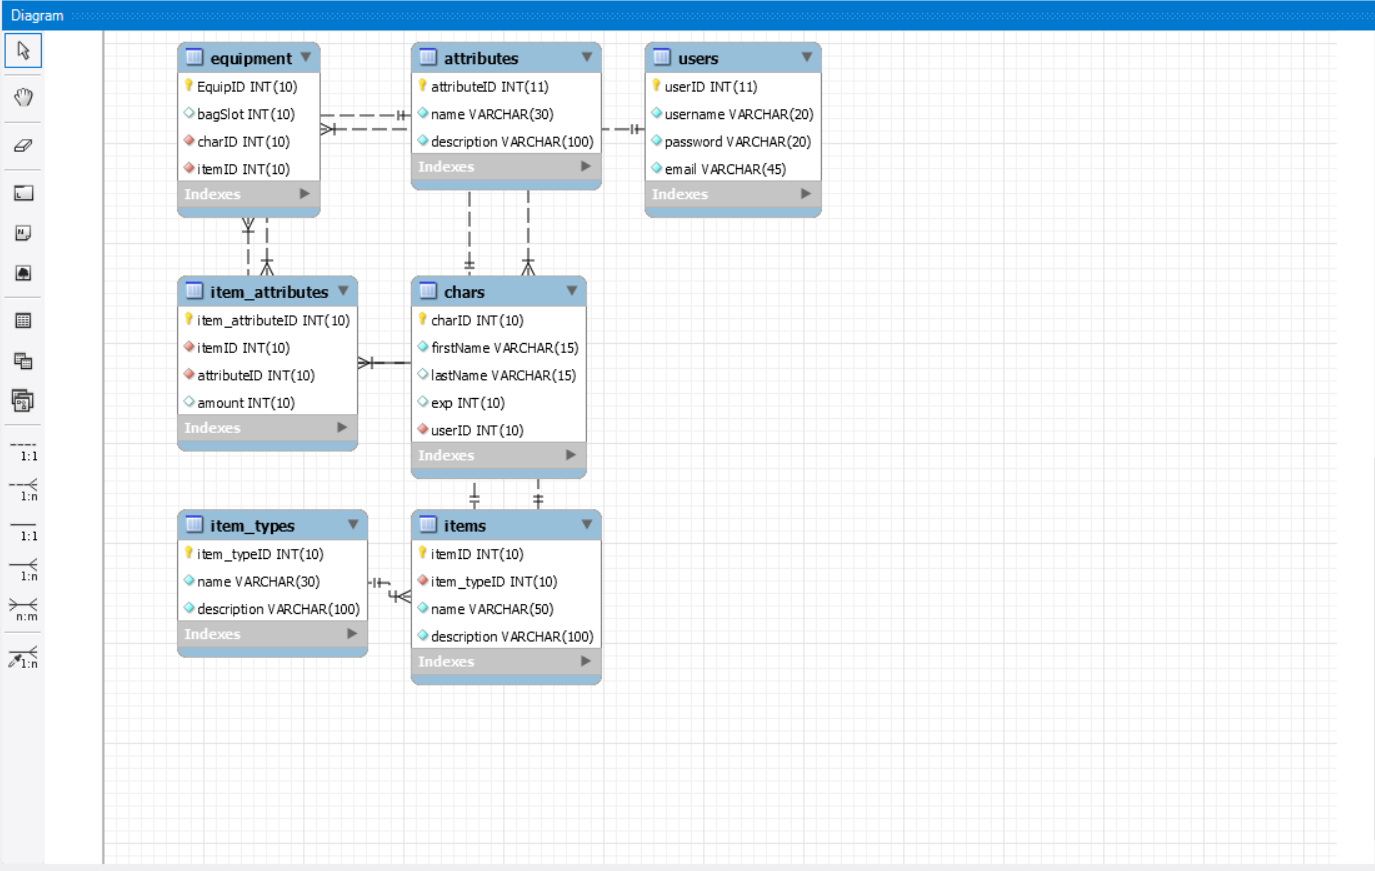 Diagram
equipment
EquipID INT(10)
bagSlot INT(10)
charID INT(10)
itemID INT(10)
Indexes
attributes
attributeID INT(11)
name VARCHAR(30)
description VARCHAR(100)
Indexes
users
userID INT(11)
username VARCHAR(20)
password VARCHAR(20)
email VARCHAR(45)
Indexes
item_attributes
item_attributeID INT(10)
itemID INT(10)
attributeID INT(10)
amount INT(10)
Indexes
chars
charID INT(10)
firstName VARCHAR(15)
lastName VARCHAR(15)
exp INT(10)
userID INT(10)
Indexes
item_types
item_typeID INT(10)
name VARCHAR(30)
description VARCHAR(100)
Indexes
items
itemID INT(10)
item_typeID INT(10)
name VARCHAR(50)
description VARCHAR(100)
Indexes
1:1
1:n
1:1
1:n
n:m
1:n